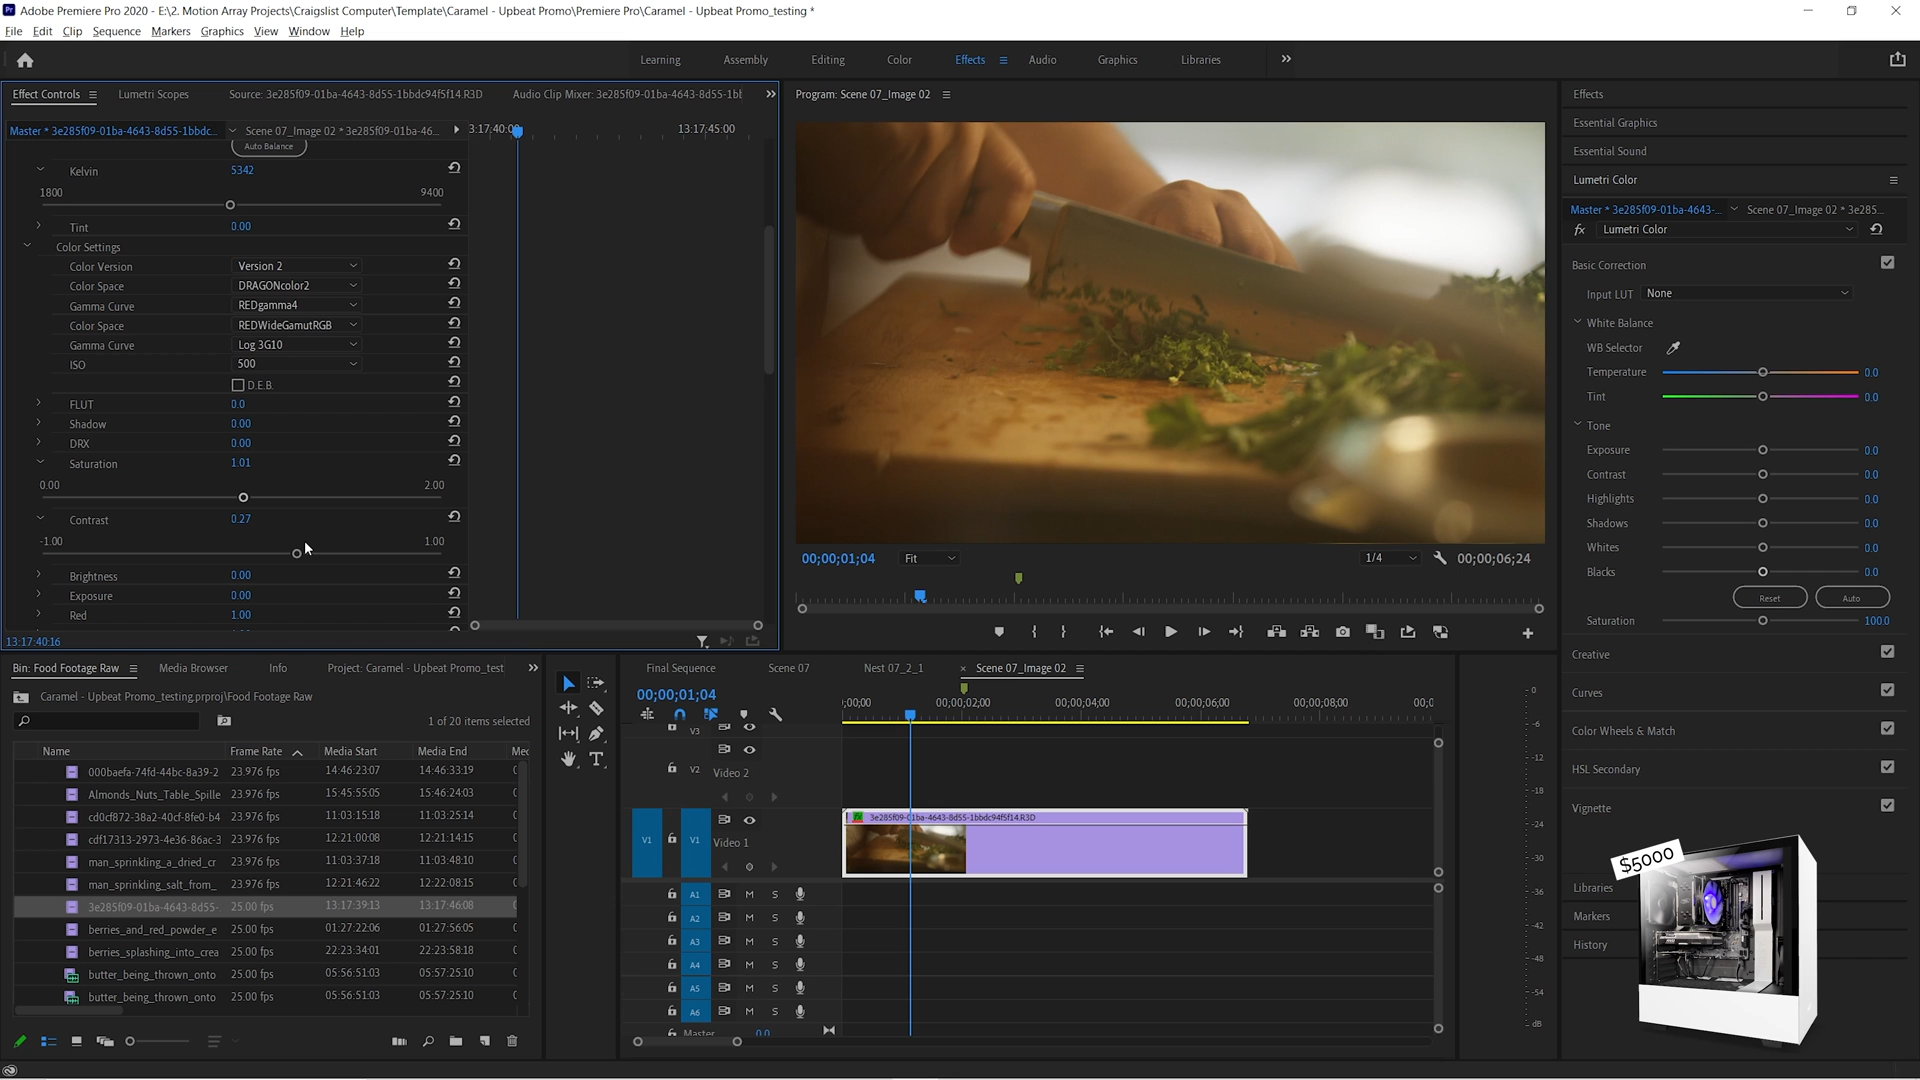 Adobe Premiere Pro 2020 - E:\2. Motion Array Projects\Craigslist Computer\Template\Caramel - Upbeat Promo\Premiere Pro\Caramel - Upbeat Promo_testing *
File Edit Clip Sequence Markers Graphics View Window Help
Learning Assembly Editing Color Effects Audio Graphics Libraries
Effect Controls Lumetri Scopes Source: 3e285f09-01ba-4643-8d55-1bbdc94f5f14.R3D Audio Clip Mixer: 3e285f09-01ba-4643-8d55-1bl
Master * 3e285f09-01ba-4643-8d55-1bbdc... Scene 07_Image 02 * 3e285f09-01ba-46...
3:17:40:00 13:17:45:00
Auto Balance
Kelvin 5342
1800 9400
Tint 0.00
Color Settings
Color Version Version 2
Color Space DRAGONcolor2
Gamma Curve REDgamma4
Color Space REDWideGamutRGB
Gamma Curve Log 3G10
ISO 500
D.E.B.
FLUT 0.0
Shadow 0.00
DRX 0.00
Saturation 1.01
0.00 2.00
Contrast 0.27
-1.00 1.00
Brightness 0.00
Exposure 0.00
Red 1.00
13:17:40:16
Program: Scene 07_Image 02
00;00;01;04 Fit 1/4 00;00;06;24
Effects
Essential Graphics
Essential Sound
Lumetri Color
Master * 3e285f09-01ba-4643-... Scene 07_Image 02 * 3e285...
fx Lumetri Color
Basic Correction
Input LUT None
White Balance
WB Selector
Temperature 0.0
Tint 0.0
Tone
Exposure 0.0
Contrast 0.0
Highlights 0.0
Shadows 0.0
Whites 0.0
Blacks 0.0
Reset Auto
Saturation 100.0
Creative
Curves
Color Wheels & Match
HSL Secondary
Vignette
Libraries
Markers
History
$5000
Bin: Food Footage Raw Media Browser Info Project: Caramel - Upbeat Promo_test
Caramel - Upbeat Promo_testing.prproj\Food Footage Raw
1 of 20 items selected
Name Frame Rate Media Start Media End
000baefa-74fd-44bc-8a39-2 23.976 fps 14:46:23:07 14:46:33:19
Almonds_Nuts_Table_Spille 23.976 fps 15:45:55:05 15:46:24:03
cd0cf872-38a2-40cf-8fe0-b4 23.976 fps 11:03:15:18 11:03:25:14
cdf17313-2973-4e36-86ac-3 23.976 fps 12:21:00:08 12:21:14:15
man_sprinkling_a_dried_cr 23.976 fps 11:03:37:18 11:03:48:10
man_sprinkling_salt_from_ 23.976 fps 12:21:46:22 12:22:08:15
3e285f09-01ba-4643-8d55- 25.00 fps 13:17:39:13 13:17:46:08
berries_and_red_powder_e 25.00 fps 01:27:22:06 01:27:56:05
berries_splashing_into_crea 25.00 fps 22:23:34:01 22:23:58:18
butter_being_thrown_onto 25.00 fps 05:56:51:03 05:57:25:10
butter_being_thrown_onto 25.00 fps 05:56:51:03 05:57:25:10
Final Sequence Scene 07 Nest 07_2_1 × Scene 07_Image 02
00;00;01;04
;00;00 00;00;02;00 00;00;04;00 00;00;06;00 00;00;08;00 00;0
V3
V2 Video 2
V1 V1 Video 1
fx 3e285f09-01ba-4643-8d55-1bbdc94f5f14.R3D
A1 M S
A2 M S
A3 M S
A4 M S
A5 M S
A6 M S
Master 0.0
0
-6
-12
-18
-24
-30
-36
-42
-48
-54
dB